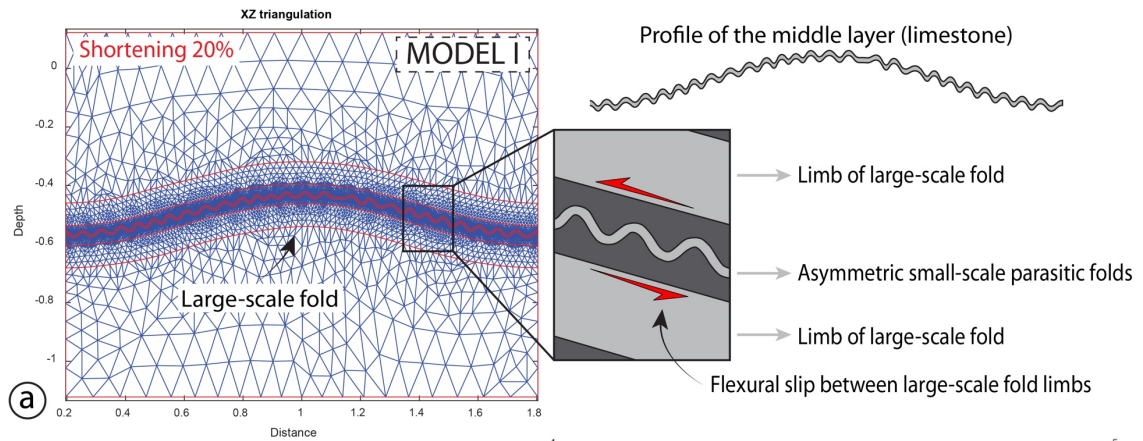 XZ triangulation
Shortening 20%
MODEL I
0
-0.2
-0.4
-0.6
-0.8
-1
Depth
Large-scale fold
0.2 0.4 0.6 0.8 1 1.2 1.4 1.6 1.8
Distance
a
Profile of the middle layer (limestone)
Limb of large-scale fold
Asymmetric small-scale parasitic folds
Limb of large-scale fold
Flexural slip between large-scale fold limbs